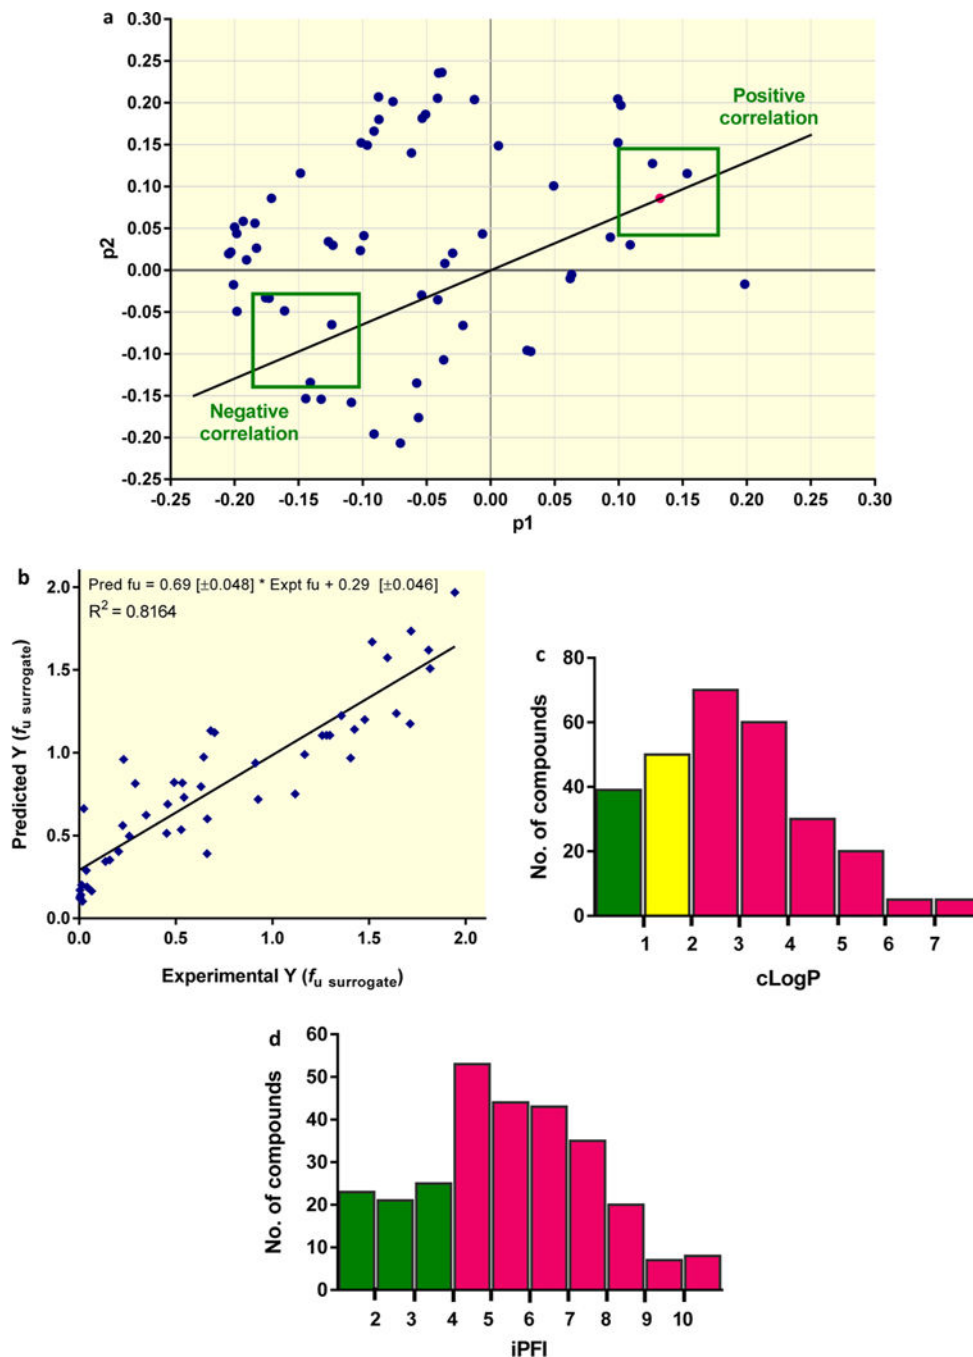 a
0.30
0.25
0.20
0.15
0.10
0.05
0.00
-0.05
-0.10
-0.15
-0.20
-0.25
p2
Positive
correlation
Negative
correlation
-0.25 -0.20 -0.15 -0.10 -0.05 0.00 0.05 0.10 0.15 0.20 0.25 0.30
p1
b
Pred fu = 0.69 [±0.048] * Expt fu + 0.29 [±0.046]
R2 = 0.8164
2.0
1.5
1.0
0.5
0.0
Predicted Y (fu surrogate)
0.0 0.5 1.0 1.5 2.0
Experimental Y (fu surrogate)
c
80
60
40
20
0
No. of compounds
1 2 3 4 5 6 7
cLogP
d
60
50
40
30
20
10
0
No. of compounds
2 3 4 5 6 7 8 9 10
iPFI